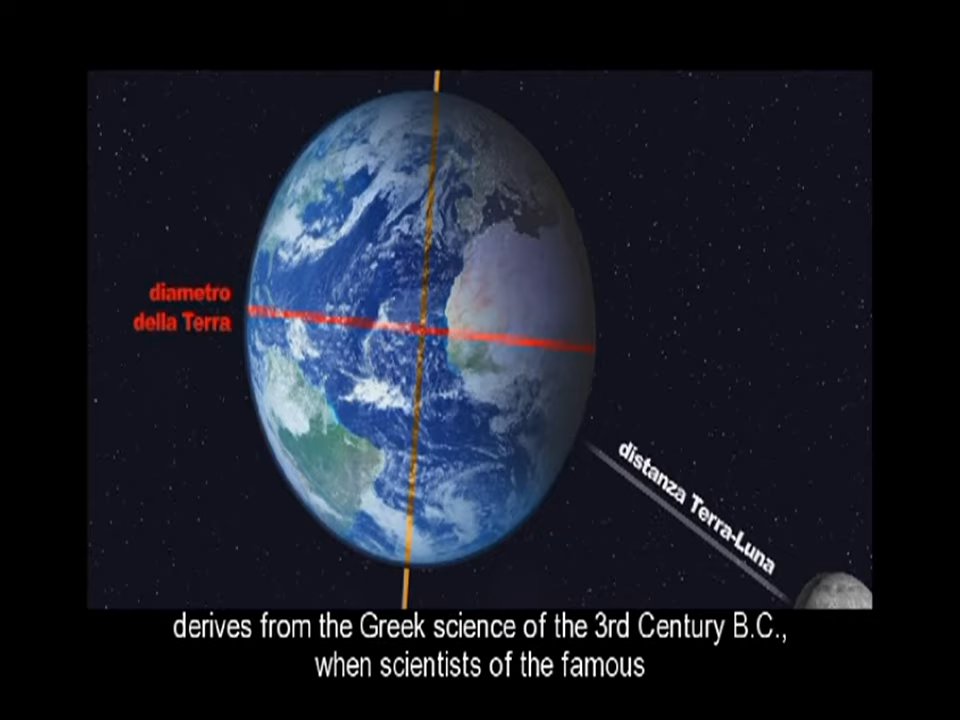 diametro
della Terra
distanza Terra-Luna
derives from the Greek science of the 3rd Century B.C.,
when scientists of the famous